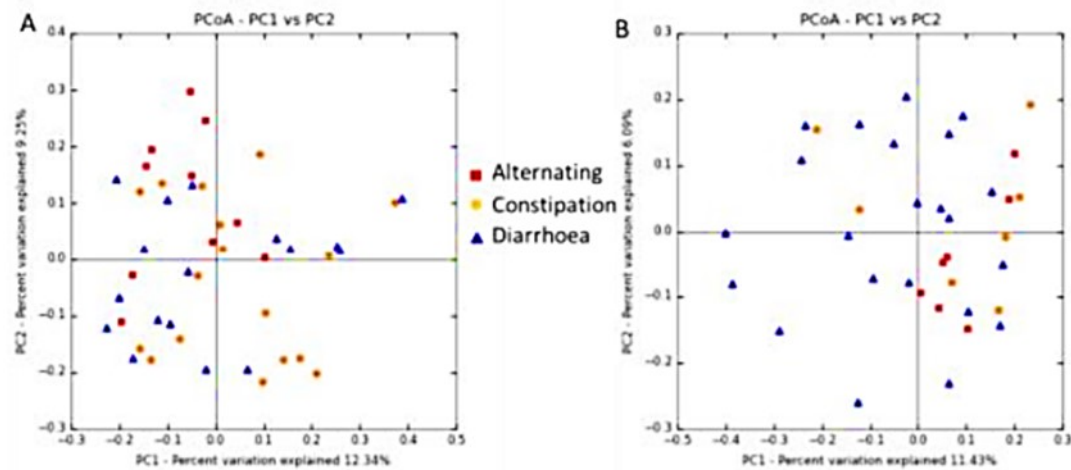 A
PCoA - PC1 vs PC2
0.4
0.3
0.2
0.1
0.0
−0.1
−0.2
−0.3
PC2 - Percent variation explained 9.25%
−0.3 −0.2 −0.1 0.0 0.1 0.2 0.3 0.4 0.5
PC1 - Percent variation explained 12.34%
Alternating
Constipation
Diarrhoea
B
PCoA - PC1 vs PC2
0.3
0.2
0.1
0.0
−0.1
−0.2
−0.3
PC2 - Percent variation explained 6.09%
−0.5 −0.4 −0.3 −0.2 −0.1 0.0 0.1 0.2 0.3
PC1 - Percent variation explained 11.43%